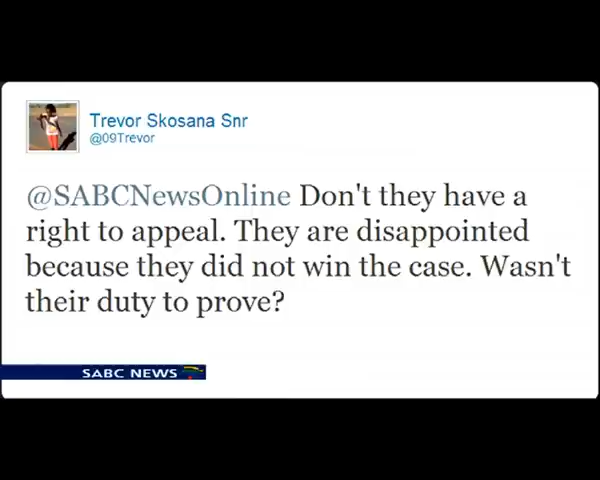 Trevor Skosana Snr
@09Trevor
@SABCNewsOnline Don't they have a
right to appeal. They are disappointed
because they did not win the case. Wasn't
their duty to prove?
SABC NEWS